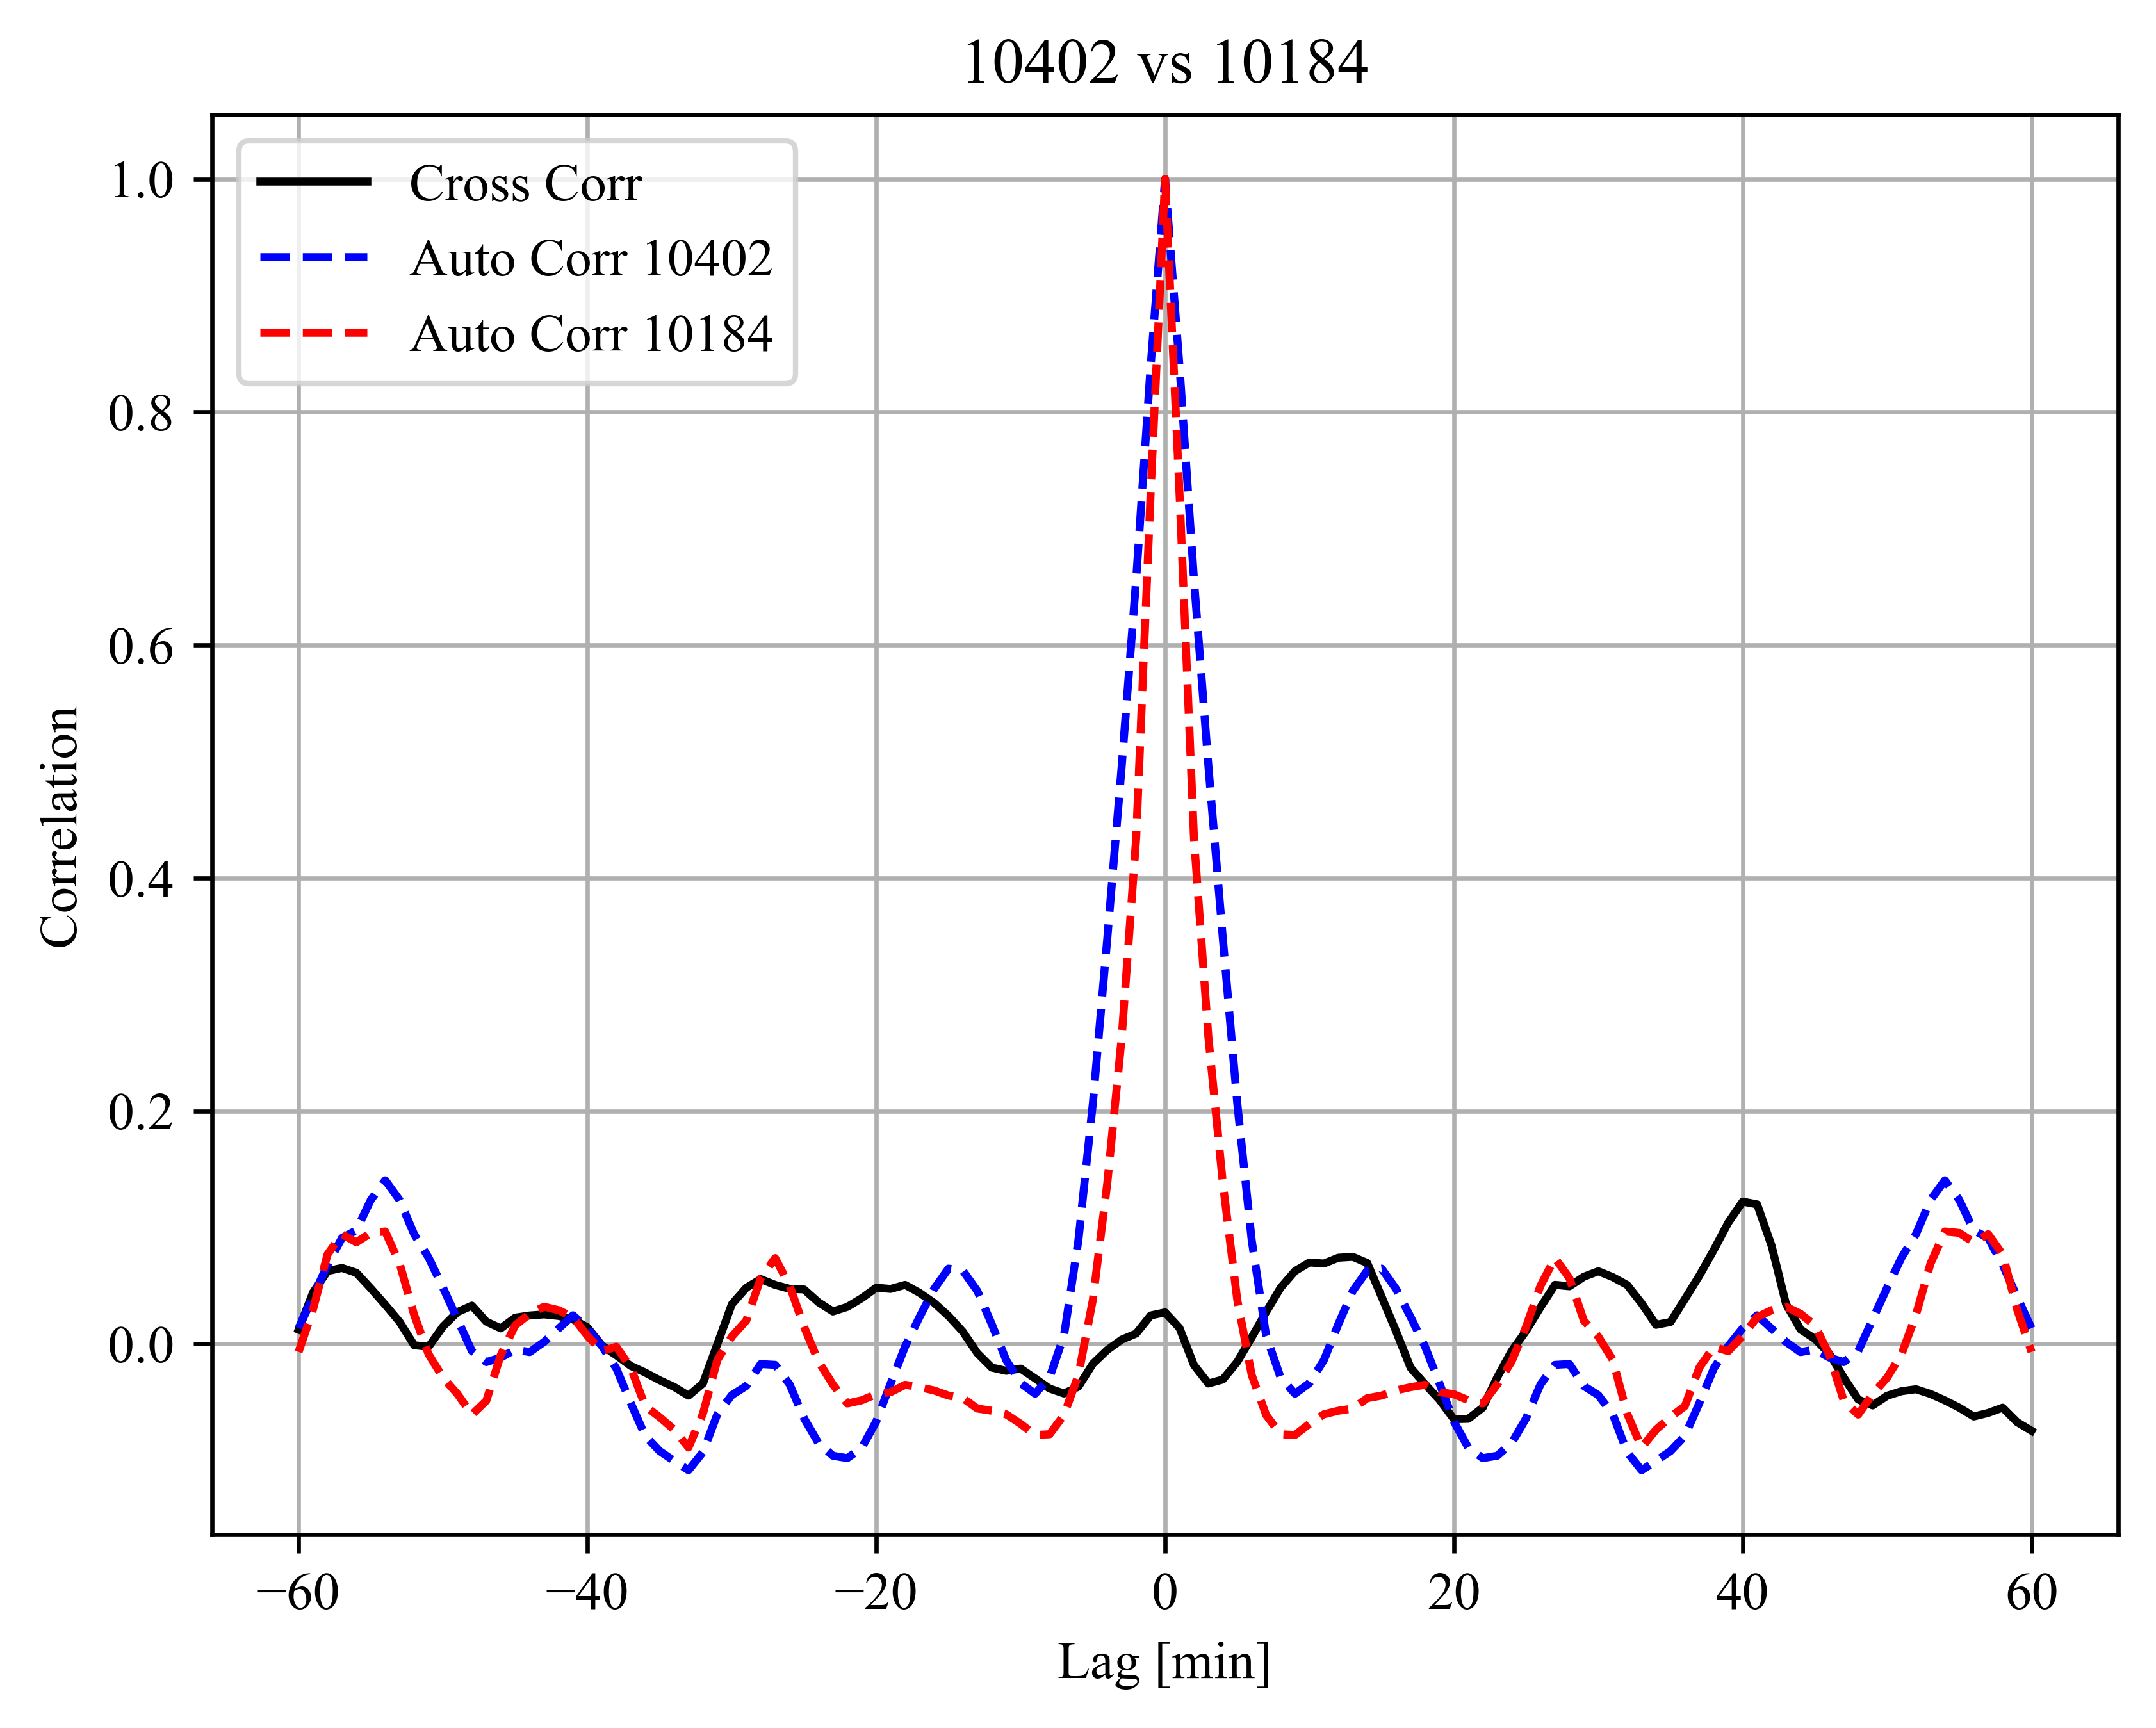 10402 vs 10184
Cross Corr
Auto Corr 10402
Auto Corr 10184
1.0
0.8
0.6
0.4
0.2
0.0
Correlation
−60 −40 −20 0 20 40 60
Lag [min]